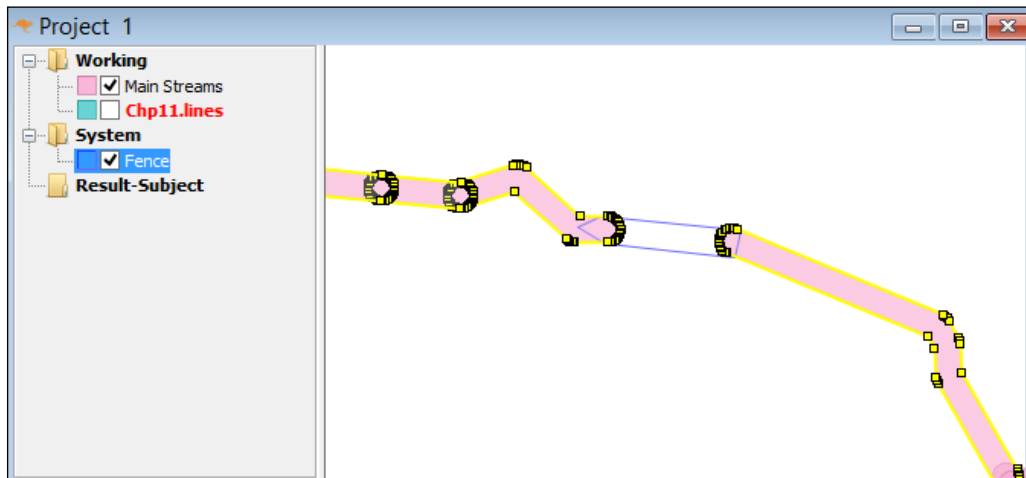 Project 1
Working
Main Streams
Chp11.lines
System
Fence
Result-Subject